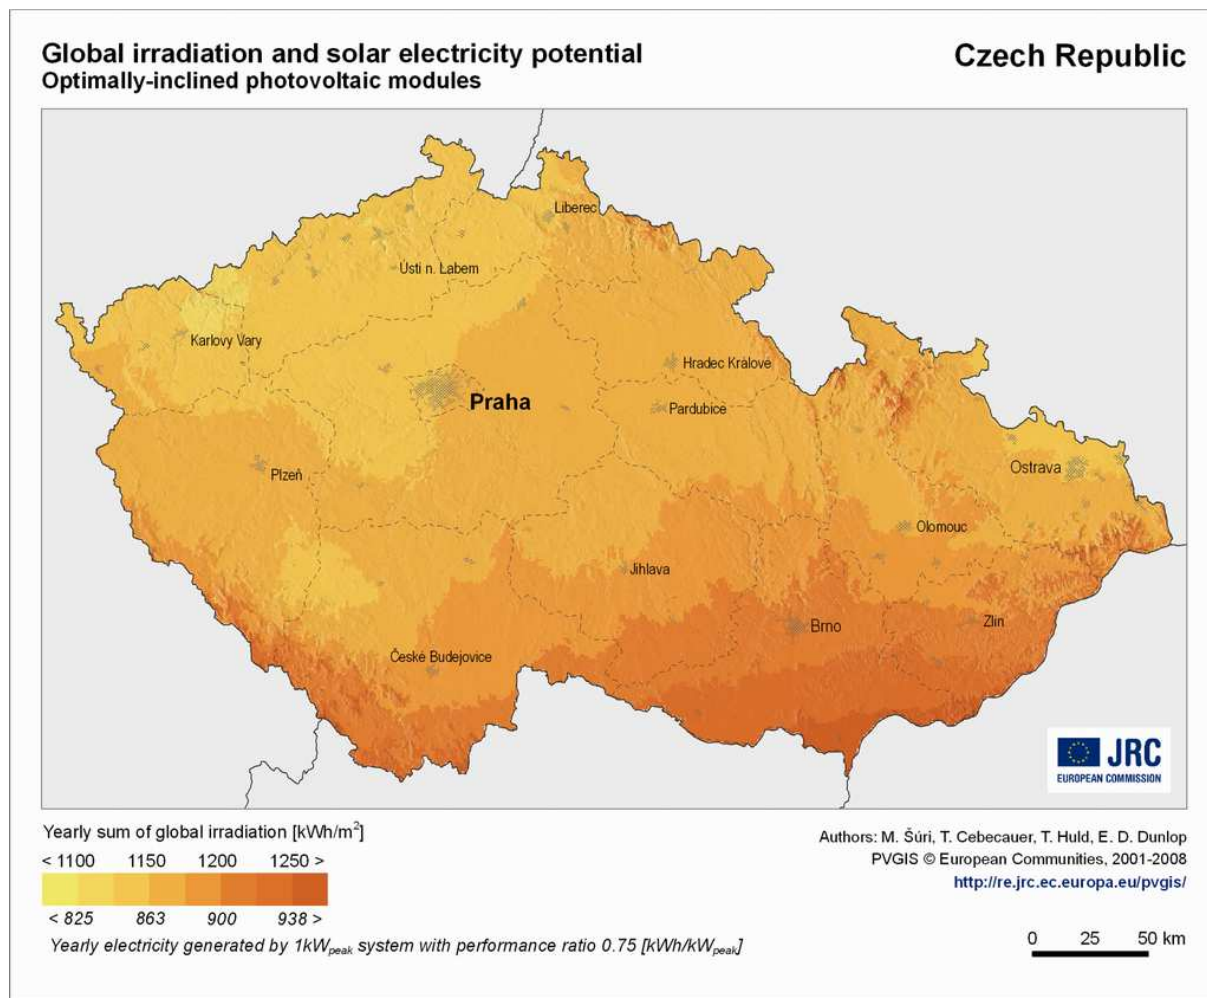 Global irradiation and solar electricity potential
Optimally-inclined photovoltaic modules
Czech Republic
Liberec
Ústi n. Labem
Karlovy Vary
Hradec Králové
Praha
Pardubice
Plzeň
Ostrava
Olomouc
Jihlava
Brno
Zlin
České Budejovice
JRC
EUROPEAN COMMISSION
Yearly sum of global irradiation [kWh/m²]
< 1100 1150 1200 1250 >
< 825 863 900 938 >
Yearly electricity generated by 1kWpeak system with performance ratio 0.75 [kWh/kWpeak]
Authors: M. Šúri, T. Cebecauer, T. Huld, E. D. Dunlop
PVGIS © European Communities, 2001-2008
http://re.jrc.ec.europa.eu/pvgis/
0 25 50 km